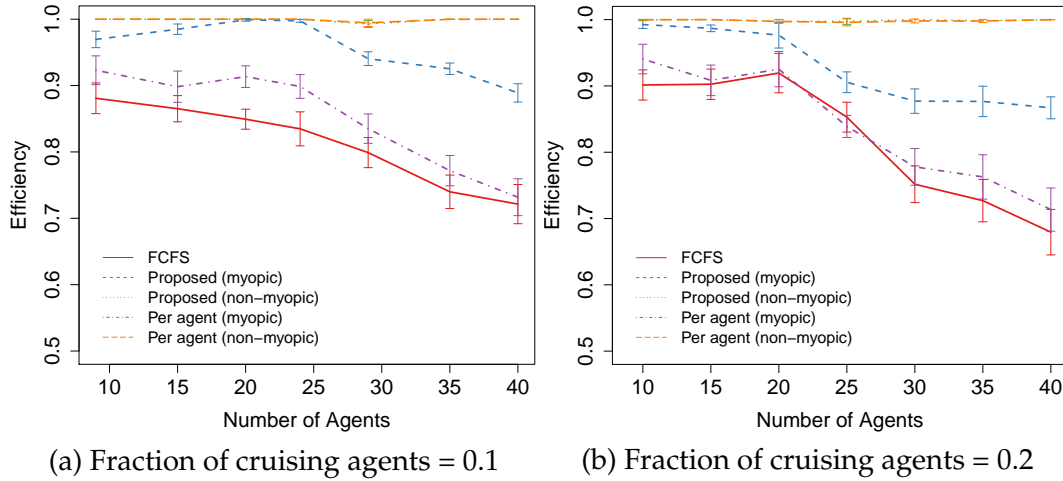 1.0
0.9
0.8
0.7
0.6
0.5
Efficiency
FCFS
Proposed (myopic)
Proposed (non−myopic)
Per agent (myopic)
Per agent (non−myopic)
10 15 20 25 30 35 40
Number of Agents
(a) Fraction of cruising agents = 0.1
1.0
0.9
0.8
0.7
0.6
0.5
Efficiency
FCFS
Proposed (myopic)
Proposed (non−myopic)
Per agent (myopic)
Per agent (non−myopic)
10 15 20 25 30 35 40
Number of Agents
(b) Fraction of cruising agents = 0.2